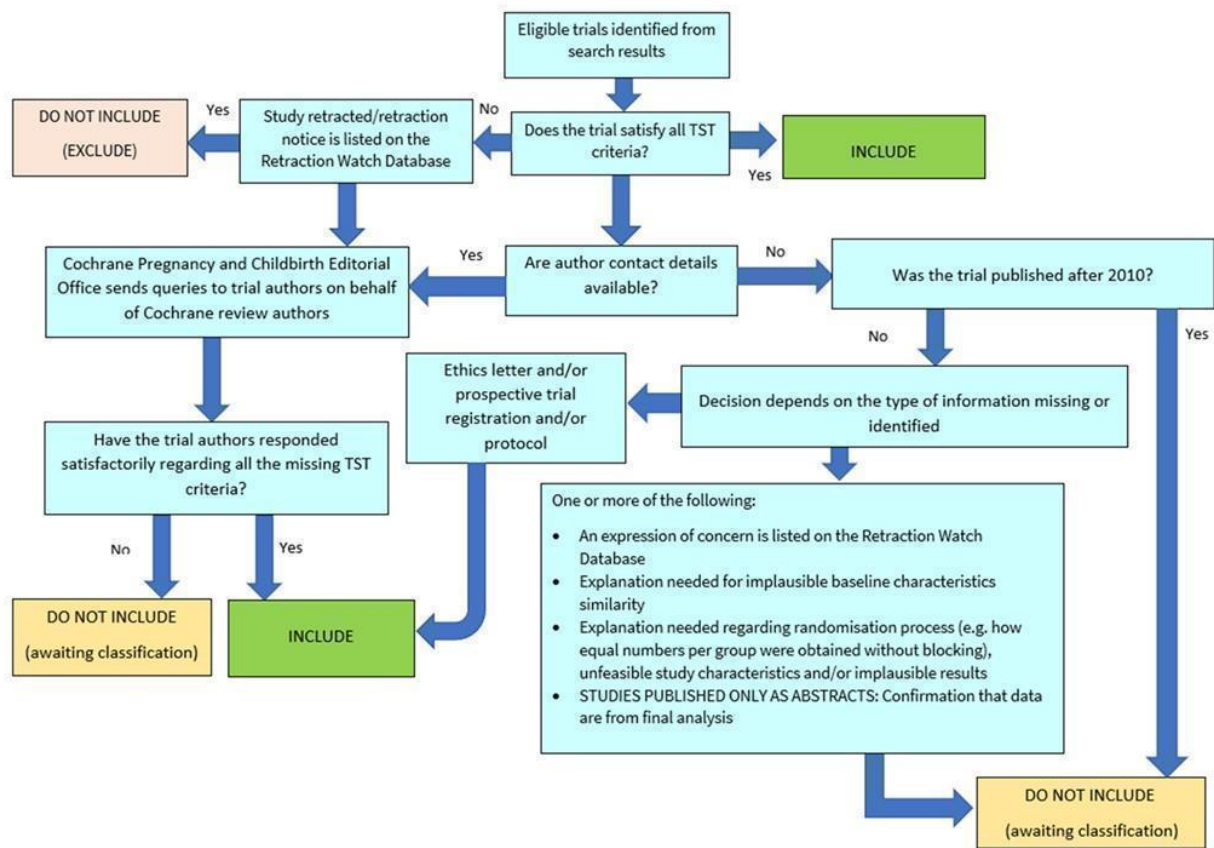 Eligible trials identified from
search results
Yes
No
DO NOT INCLUDE
(EXCLUDE)
Study retracted/retraction
notice is listed on the
Retraction Watch Database
Does the trial satisfy all TST
criteria?
INCLUDE
Yes
Cochrane Pregnancy and Childbirth Editorial
Office sends queries to trial authors on behalf
of Cochrane review authors
Yes
Are author contact details
available?
No
Was the trial published after 2010?
No
Yes
Ethics letter and/or
prospective trial
registration and/or
protocol
Decision depends on the type of information missing or
identified
Have the trial authors responded
satisfactorily regarding all the missing TST
criteria?
No
Yes
One or more of the following:
• An expression of concern is listed on the Retraction Watch
Database
• Explanation needed for implausible baseline characteristics
similarity
• Explanation needed regarding randomisation process (e.g. how
equal numbers per group were obtained without blocking),
unfeasible study characteristics and/or implausible results
• STUDIES PUBLISHED ONLY AS ABSTRACTS: Confirmation that data
are from final analysis
DO NOT INCLUDE
(awaiting classification)
INCLUDE
DO NOT INCLUDE
(awaiting classification)